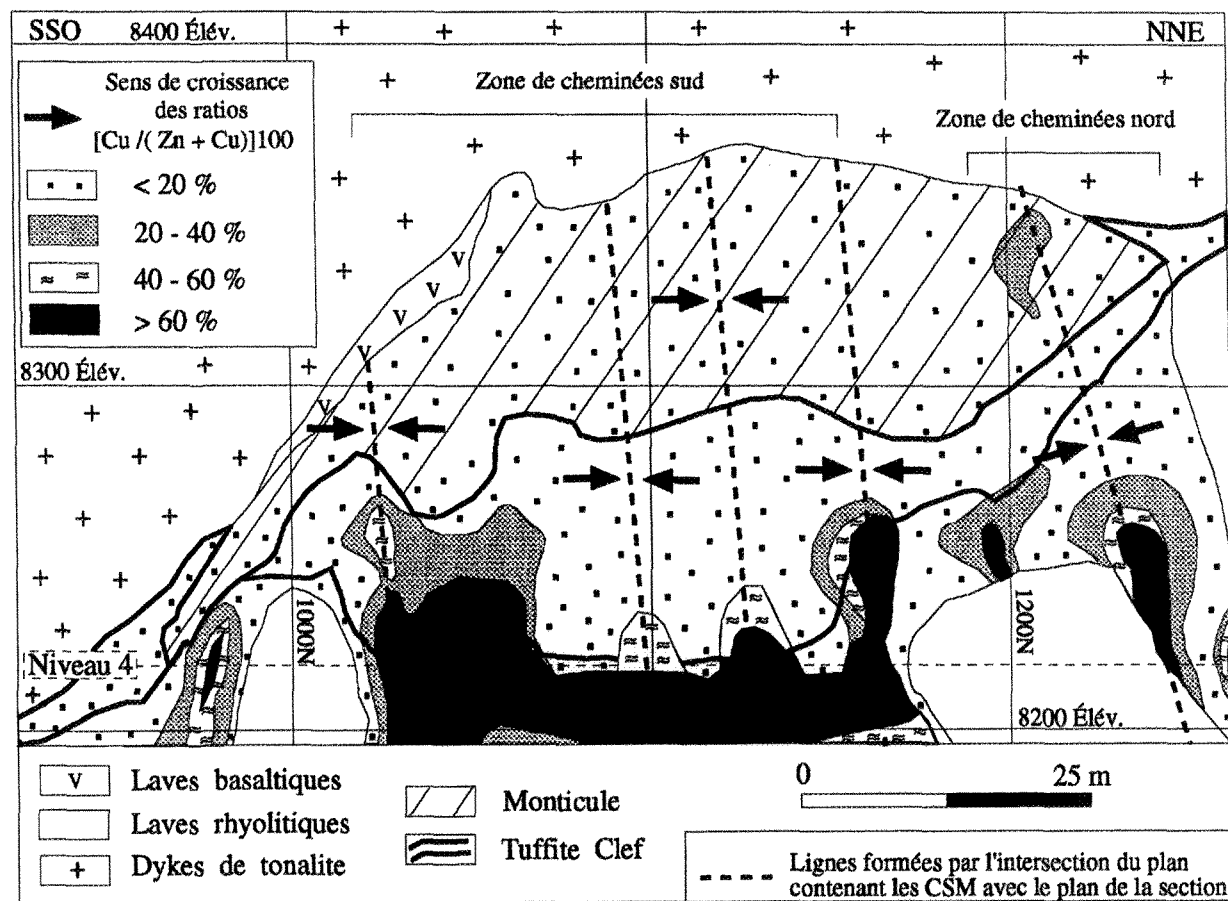 SSO
8400 Élév.
NNE
Sens de croissance
des ratios
[Cu /( Zn + Cu)]100
< 20 %
20 - 40 %
40 - 60 %
> 60 %
Zone de cheminées sud
Zone de cheminées nord
8300 Élév.
1000N
1200N
Niveau 4
8200 Élév.
V Laves basaltiques
Laves rhyolitiques
+ Dykes de tonalite
Monticule
Tuffite Clef
0 25 m
Lignes formées par l'intersection du plan
contenant les CSM avec le plan de la section